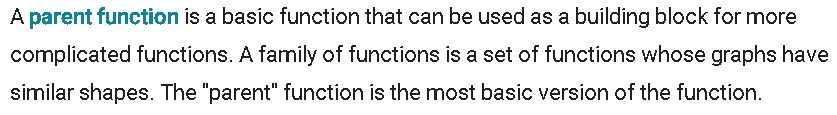 A parent function is a basic function that can be used as a building block for more
complicated functions. A family of functions is a set of functions whose graphs have
similar shapes. The "parent" function is the most basic version of the function.